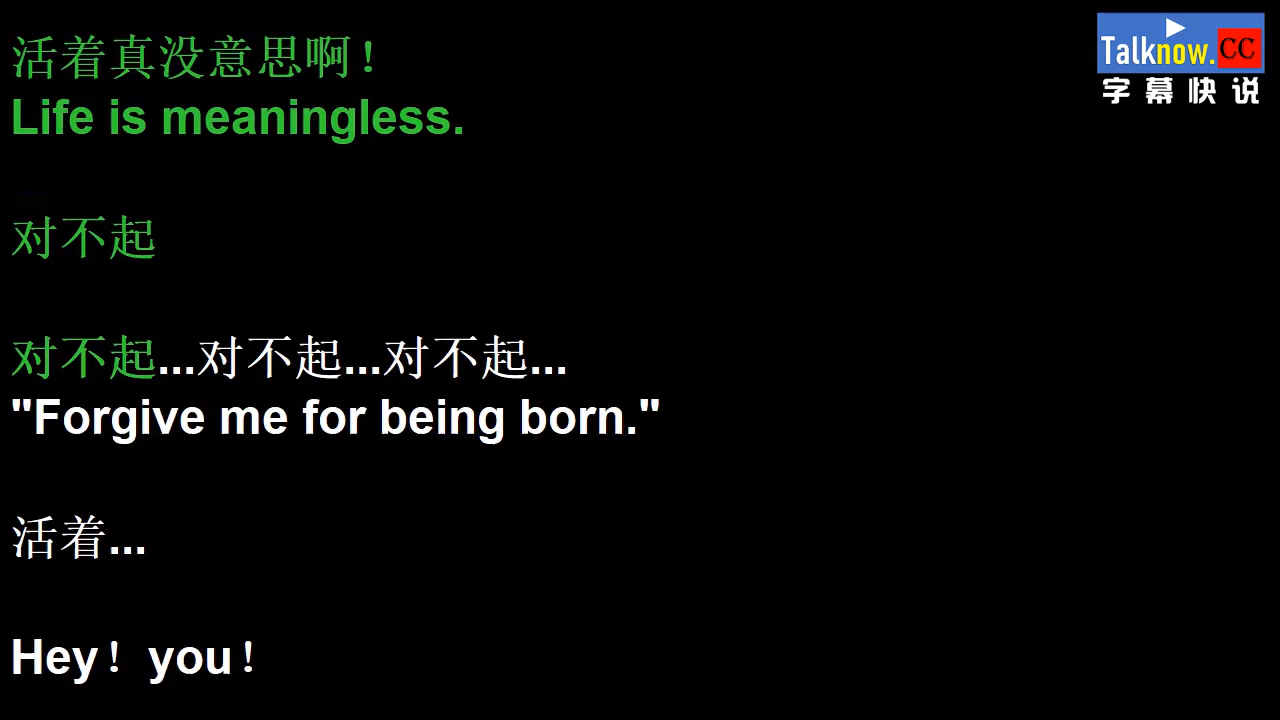 活着真没意思啊！
Life is meaningless.
对不起
对不起...对不起...对不起...
"Forgive me for being born."
活着...
Hey！you！
Talknow.CC
字幕快说